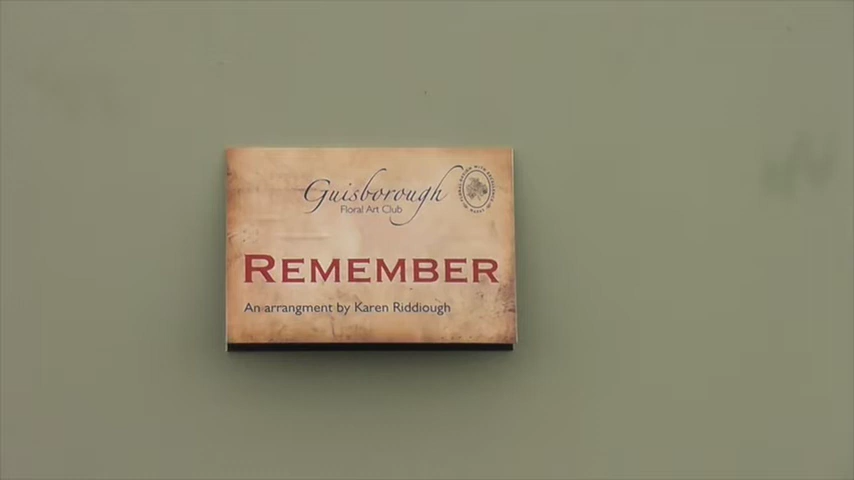 Guisborough
Floral Art Club
REMEMBER
An arrangment by Karen Riddiough